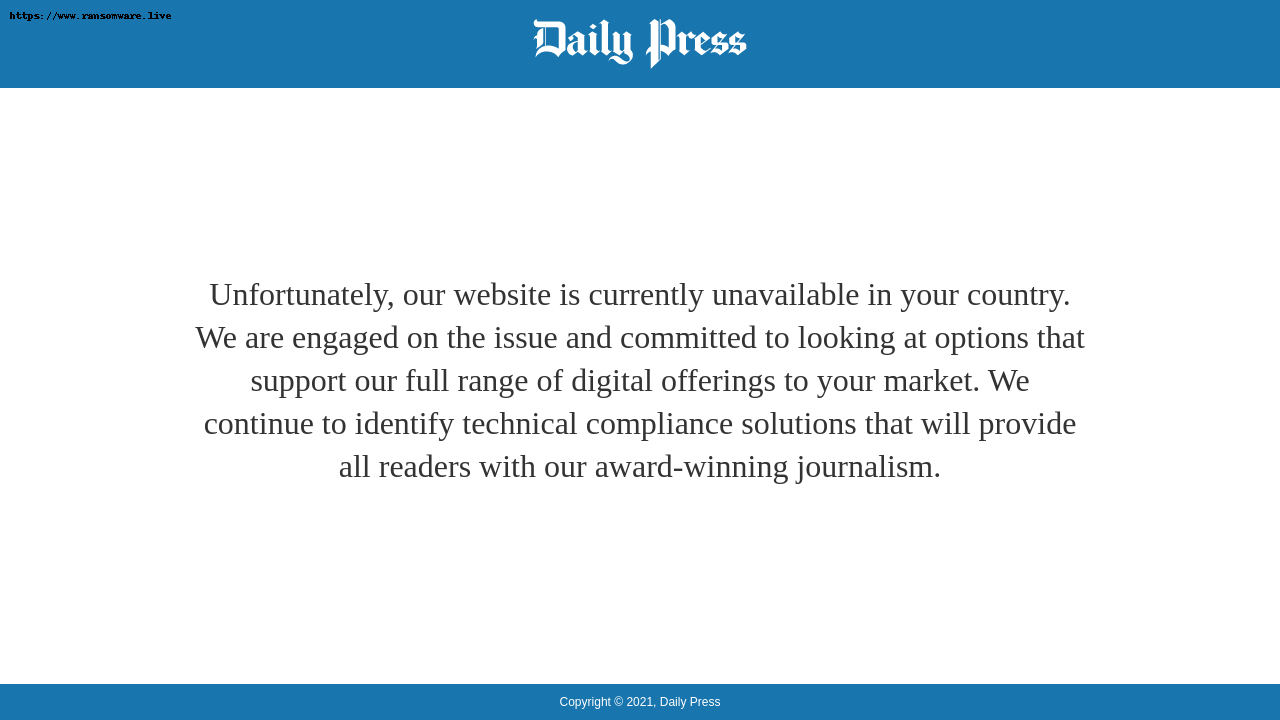 https://www.ransomware.live
Daily Press
Unfortunately, our website is currently unavailable in your country.
We are engaged on the issue and committed to looking at options that
support our full range of digital offerings to your market. We
continue to identify technical compliance solutions that will provide
all readers with our award-winning journalism.
Copyright © 2021, Daily Press